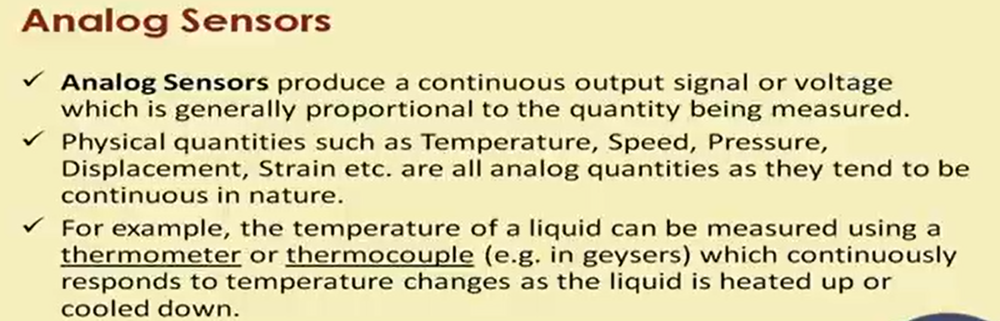 Analog Sensors
✓ Analog Sensors produce a continuous output signal or voltage
which is generally proportional to the quantity being measured.
✓ Physical quantities such as Temperature, Speed, Pressure,
Displacement, Strain etc. are all analog quantities as they tend to be
continuous in nature.
✓ For example, the temperature of a liquid can be measured using a
thermometer or thermocouple (e.g. in geysers) which continuously
responds to temperature changes as the liquid is heated up or
cooled down.